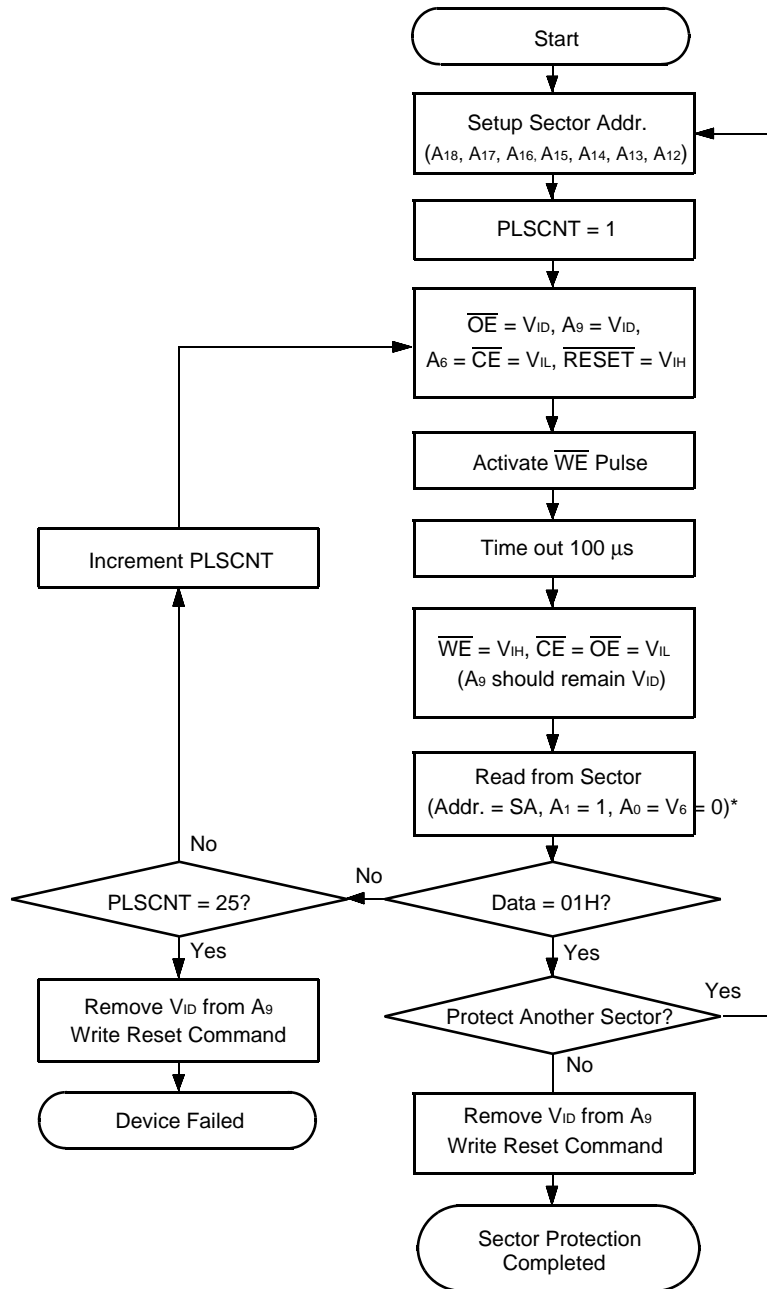 Start
Setup Sector Addr.
(A18, A17, A16, A15, A14, A13, A12)
PLSCNT = 1
OE = VID, A9 = VID,
A6 = CE = VIL, RESET = VIH
Activate WE Pulse
Increment PLSCNT
Time out 100 µs
WE = VIH, CE = OE = VIL
(A9 should remain VID)
Read from Sector
(Addr. = SA, A1 = 1, A0 = V6 = 0)*
No
No
PLSCNT = 25?
Data = 01H?
Yes
Yes
Remove VID from A9
Write Reset Command
Protect Another Sector?
Yes
No
Device Failed
Remove VID from A9
Write Reset Command
Sector Protection
Completed